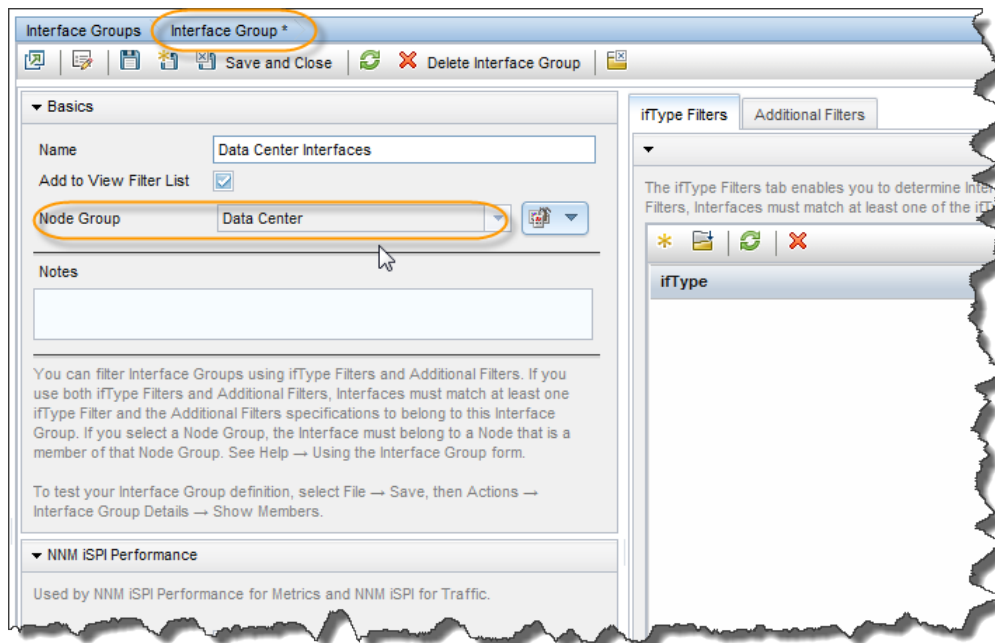 Interface Groups Interface Group *
Save and Close Delete Interface Group
Basics
Name Data Center Interfaces
Add to View Filter List
Node Group Data Center
Notes
You can filter Interface Groups using ifType Filters and Additional Filters. If you
use both ifType Filters and Additional Filters, Interfaces must match at least one
ifType Filter and the Additional Filters specifications to belong to this Interface
Group. If you select a Node Group, the Interface must belong to a Node that is a
member of that Node Group. See Help → Using the Interface Group form.
To test your Interface Group definition, select File → Save, then Actions →
Interface Group Details → Show Members.
NNM iSPI Performance
Used by NNM iSPI Performance for Metrics and NNM iSPI for Traffic.
ifType Filters Additional Filters
The ifType Filters tab enables you to determine
Filters, Interfaces must match at least one of the
ifType